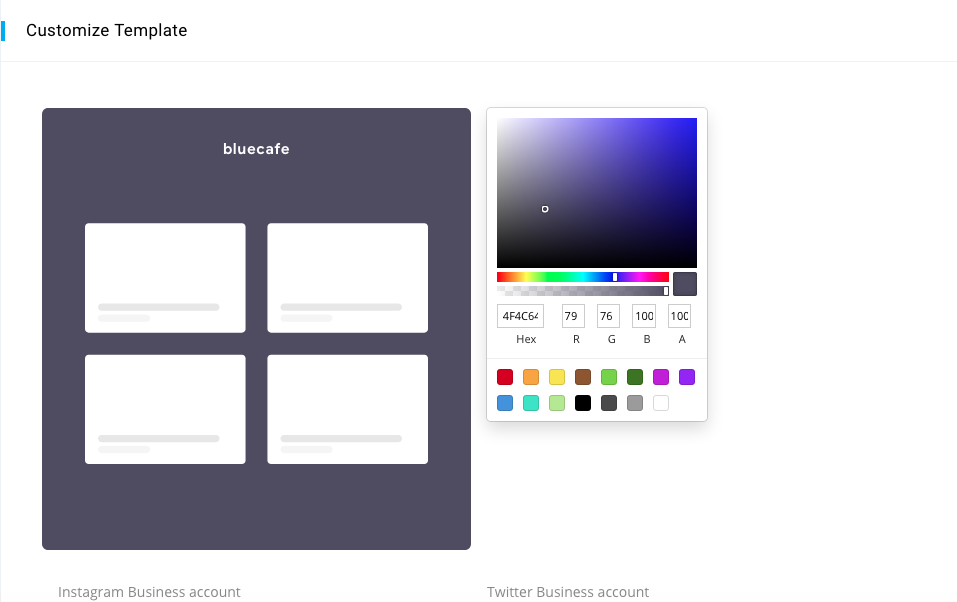 Customize Template
bluecafe
4F4C64 79 76 100 100
Hex R G B A
Instagram Business account Twitter Business account